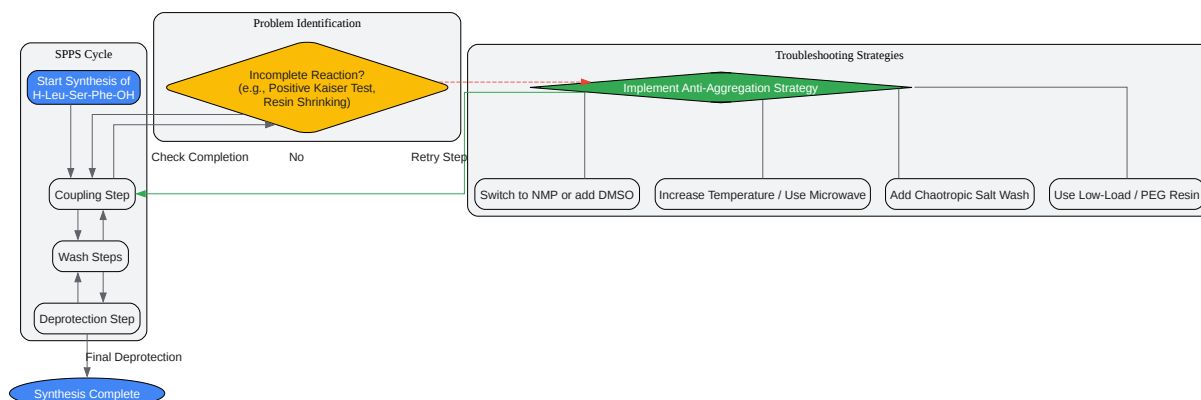 Problem Identification
SPPS Cycle
Troubleshooting Strategies
Start Synthesis of
H-Leu-Ser-Phe-OH
Incomplete Reaction?
(e.g., Positive Kaiser Test,
Resin Shrinking)
Implement Anti-Aggregation Strategy
Check Completion
No
Retry Step
Coupling Step
Switch to NMP or add DMSO
Increase Temperature / Use Microwave
Add Chaotropic Salt Wash
Use Low-Load / PEG Resin
Wash Steps
Deprotection Step
Final Deprotection
Synthesis Complete